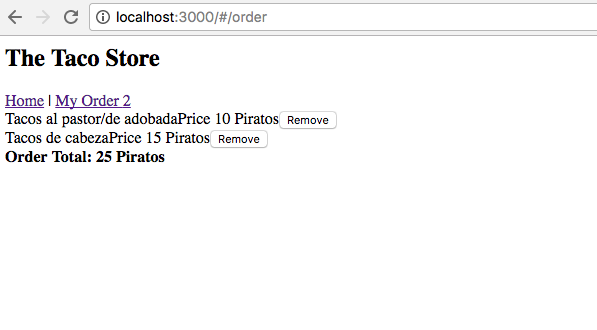 localhost:3000/#/order
The Taco Store
Home | My Order 2
Tacos al pastor/de adobadaPrice 10 Piratos Remove
Tacos de cabezaPrice 15 Piratos Remove
Order Total: 25 Piratos